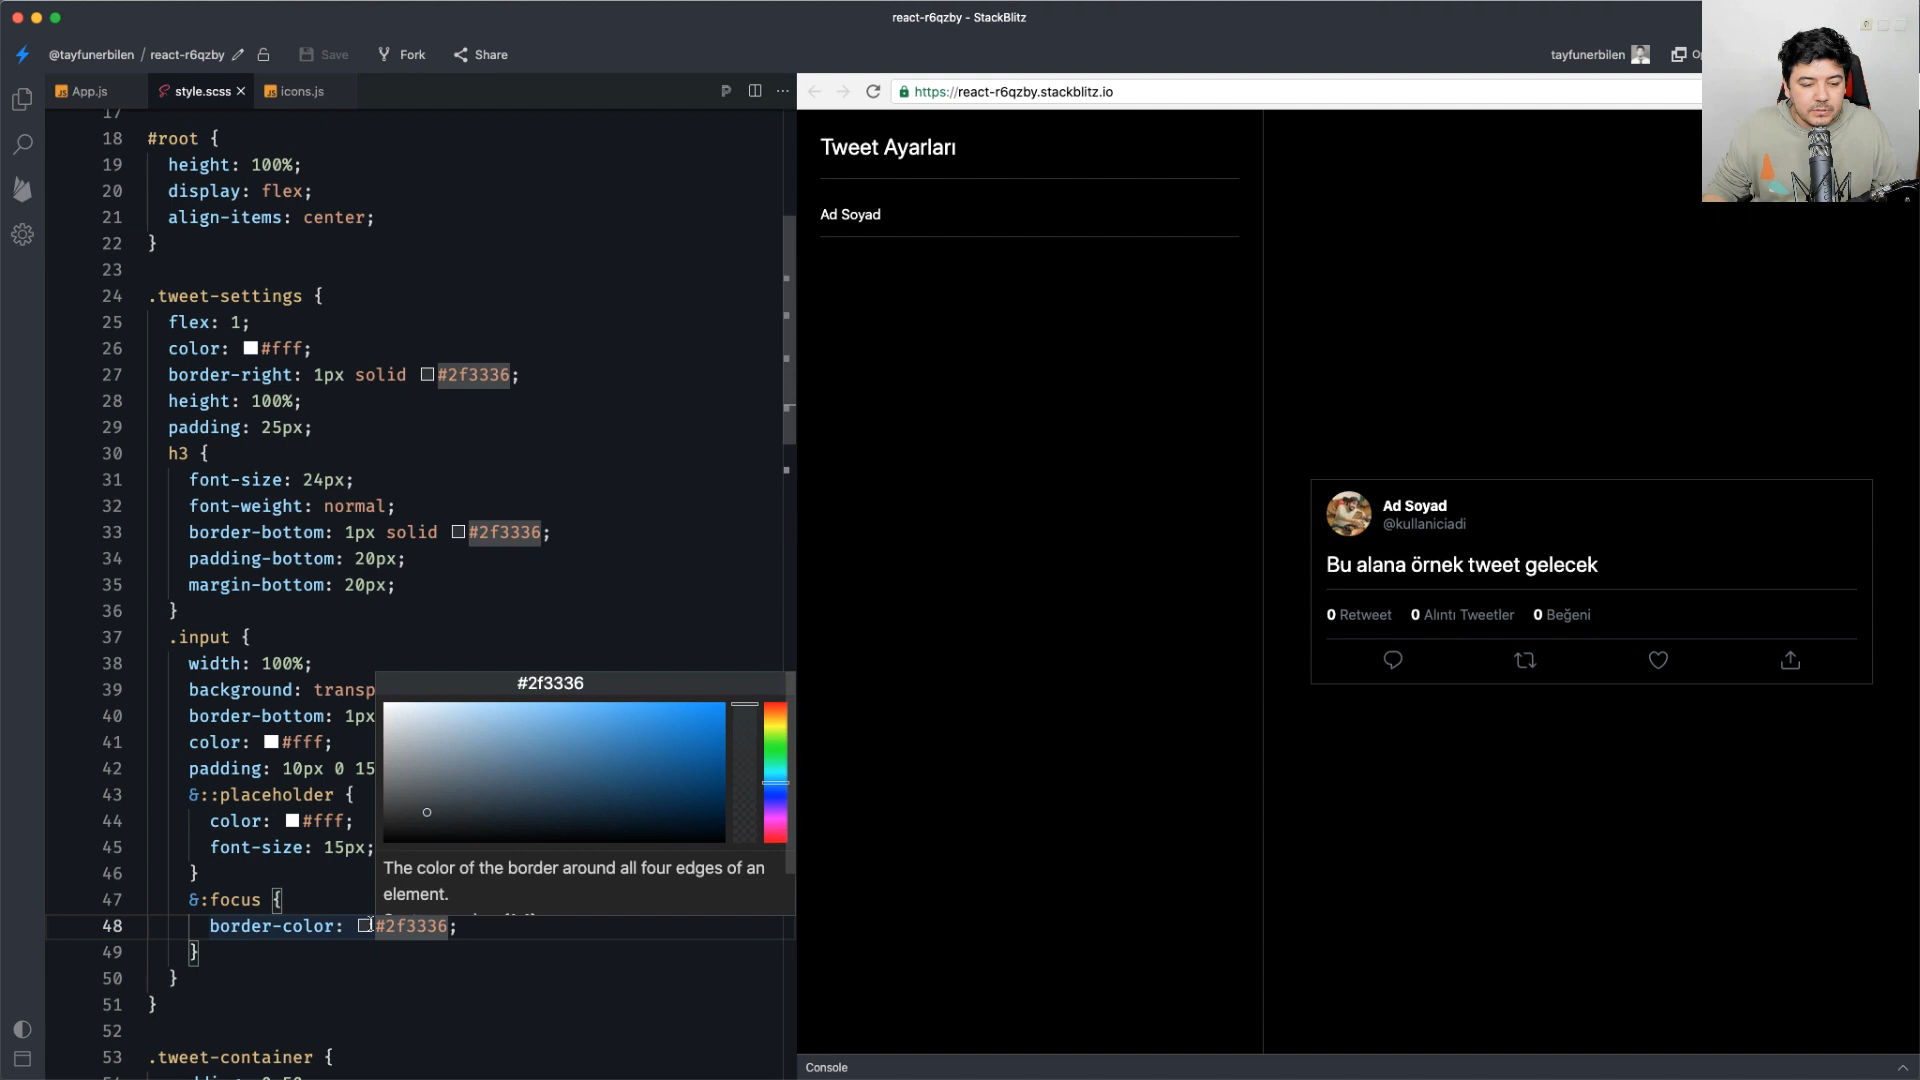 react-r6qzby - StackBlitz
@tayfunerbilen / react-r6qzby
Save
Fork
Share
tayfunerbilen
App.js
style.scss
icons.js
https://react-r6qzby.stackblitz.io
17
18 #root {
19 height: 100%;
20 display: flex;
21 align-items: center;
22 }
23
24 .tweet-settings {
25 flex: 1;
26 color: #fff;
27 border-right: 1px solid #2f3336;
28 height: 100%;
29 padding: 25px;
30 h3 {
31 font-size: 24px;
32 font-weight: normal;
33 border-bottom: 1px solid #2f3336;
34 padding-bottom: 20px;
35 margin-bottom: 20px;
36 }
37 .input {
38 width: 100%;
39 background: transp
40 border-bottom: 1px
41 color: #fff;
42 padding: 10px 0 15
43 &::placeholder {
44 color: #fff;
45 font-size: 15px;
46 }
47 &:focus {
48 border-color: #2f3336;
49 }
50 }
51 }
52
53 .tweet-container {
#2f3336
The color of the border around all four edges of an
element.
Tweet Ayarları
Ad Soyad
Ad Soyad
@kullaniciadi
Bu alana örnek tweet gelecek
0 Retweet 0 Alıntı Tweetler 0 Beğeni
Console